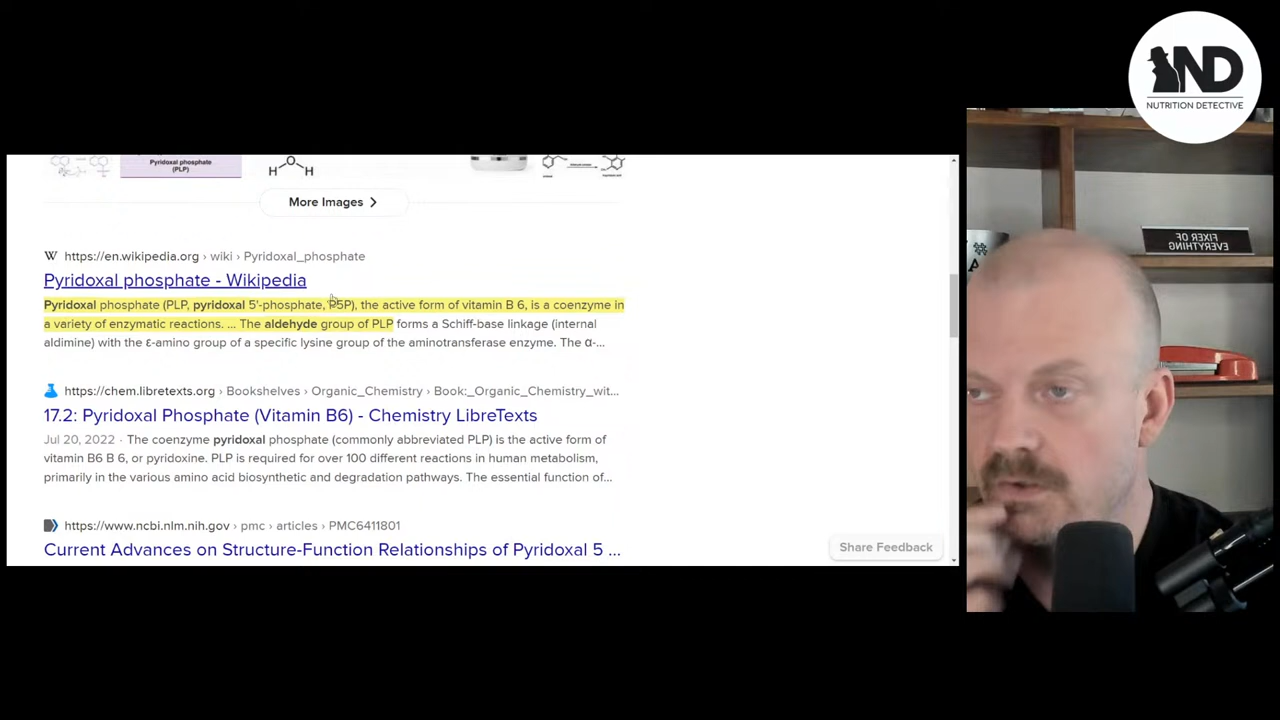 ND
NUTRITION DETECTIVE
Pyridoxal phosphate
(PLP)
H O H
More Images >
W https://en.wikipedia.org › wiki › Pyridoxal_phosphate
Pyridoxal phosphate - Wikipedia
Pyridoxal phosphate (PLP, pyridoxal 5'-phosphate, P5P), the active form of vitamin B 6, is a coenzyme in
a variety of enzymatic reactions. ... The aldehyde group of PLP forms a Schiff-base linkage (internal
aldimine) with the ε-amino group of a specific lysine group of the aminotransferase enzyme. The α-...
https://chem.libretexts.org › Bookshelves › Organic_Chemistry › Book:_Organic_Chemistry_wit...
17.2: Pyridoxal Phosphate (Vitamin B6) - Chemistry LibreTexts
Jul 20, 2022 · The coenzyme pyridoxal phosphate (commonly abbreviated PLP) is the active form of
vitamin B6 B 6, or pyridoxine. PLP is required for over 100 different reactions in human metabolism,
primarily in the various amino acid biosynthetic and degradation pathways. The essential function of...
https://www.ncbi.nlm.nih.gov › pmc › articles › PMC6411801
Current Advances on Structure-Function Relationships of Pyridoxal 5 ...
Share Feedback
FIXER OF
EVERYTHING